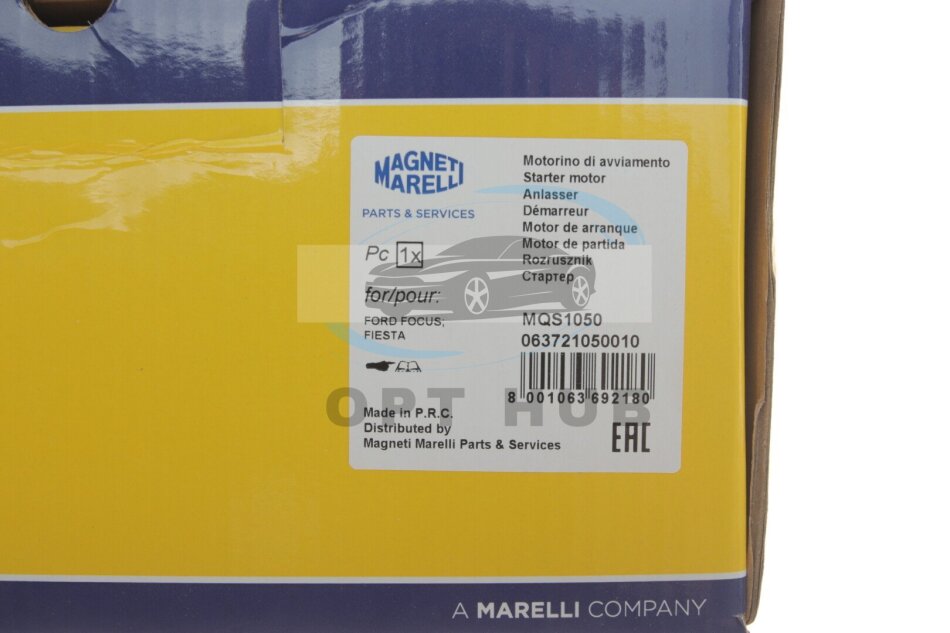 MAGNETI
MARELLI
PARTS & SERVICES
Pc 1x
for/pour:
FORD FOCUS;
FIESTA
Motorino di avviamento
Starter motor
Anlasser
Démarreur
Motor de arranque
Motor de partida
Rozrusznik
Стартер
MQS1050
063721050010
8 001063 692180
OPT HUB
Made in P.R.C.
Distributed by
Magneti Marelli Parts & Services
EAC
A MARELLI COMPANY